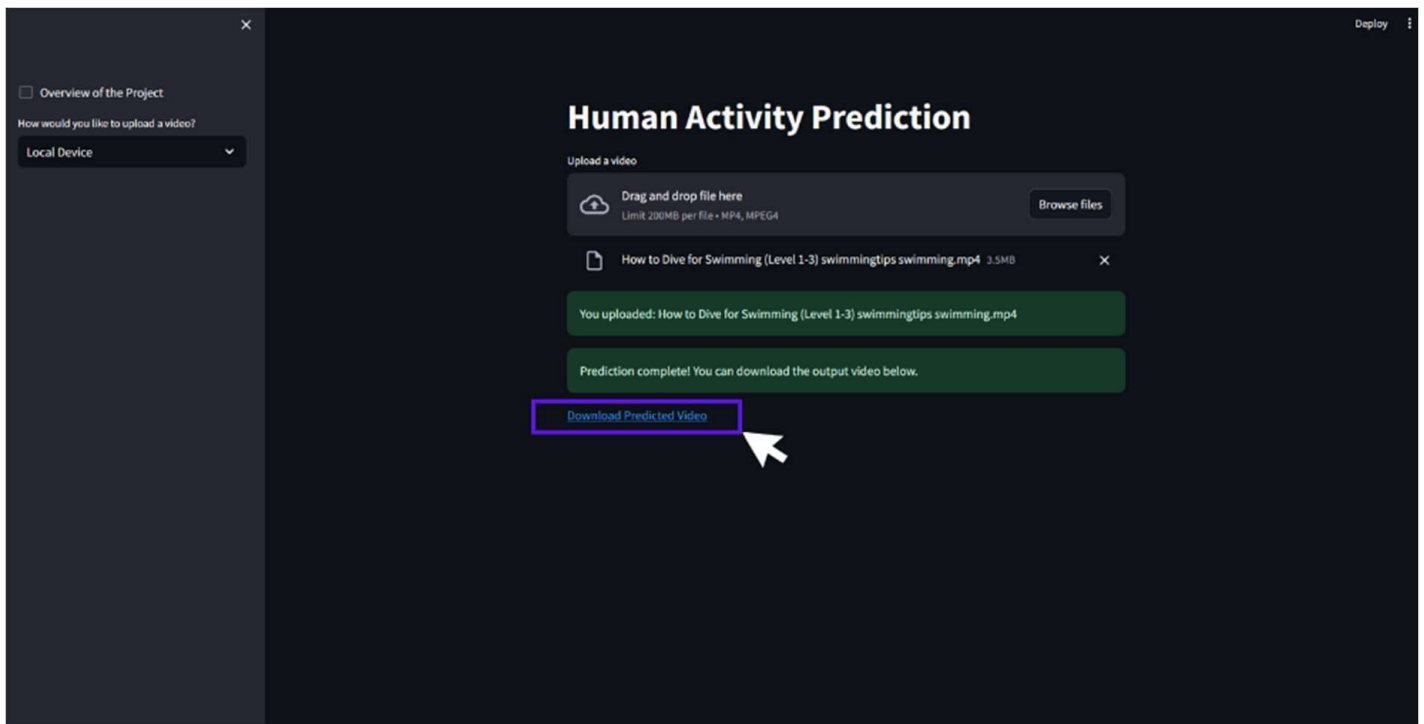 Deploy
Overview of the Project
How would you like to upload a video?
Local Device
Human Activity Prediction
Upload a video
Drag and drop file here
Limit 200MB per file • MP4, MPEG4
Browse files
How to Dive for Swimming (Level 1-3) swimmingtips swimming.mp4 3.5MB
You uploaded: How to Dive for Swimming (Level 1-3) swimmingtips swimming.mp4
Prediction complete! You can download the output video below.
Download Predicted Video